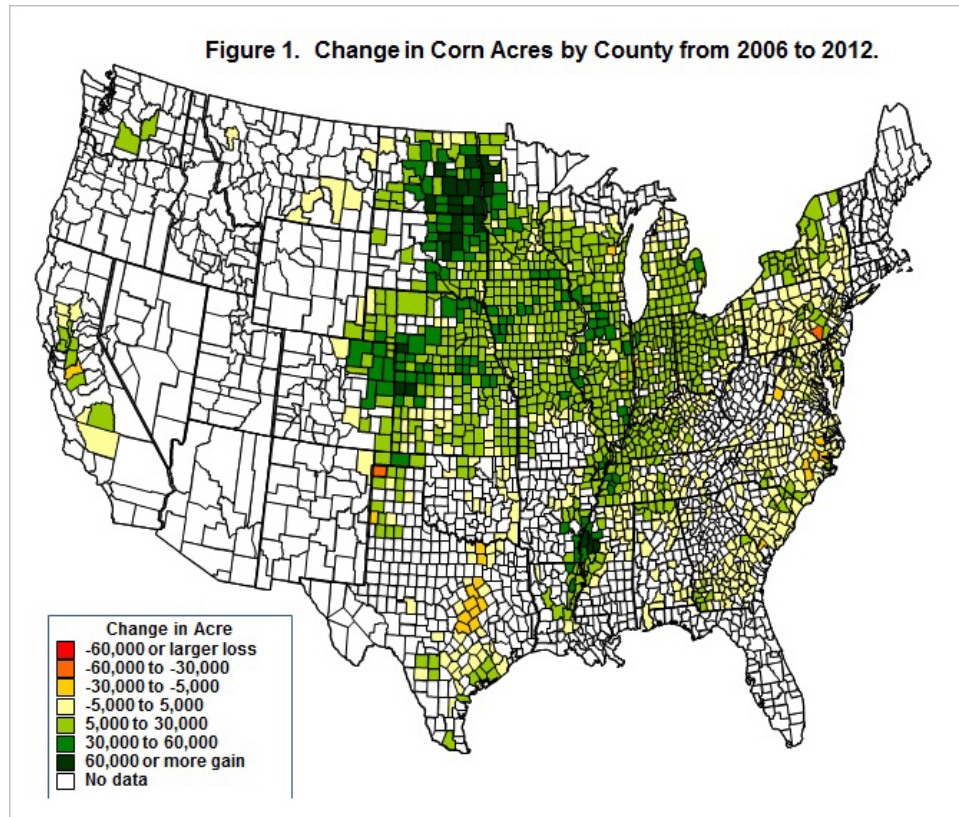 Figure 1. Change in Corn Acres by County from 2006 to 2012.
Change in Acre
-60,000 or larger loss
-60,000 to -30,000
-30,000 to -5,000
-5,000 to 5,000
5,000 to 30,000
30,000 to 60,000
60,000 or more gain
No data